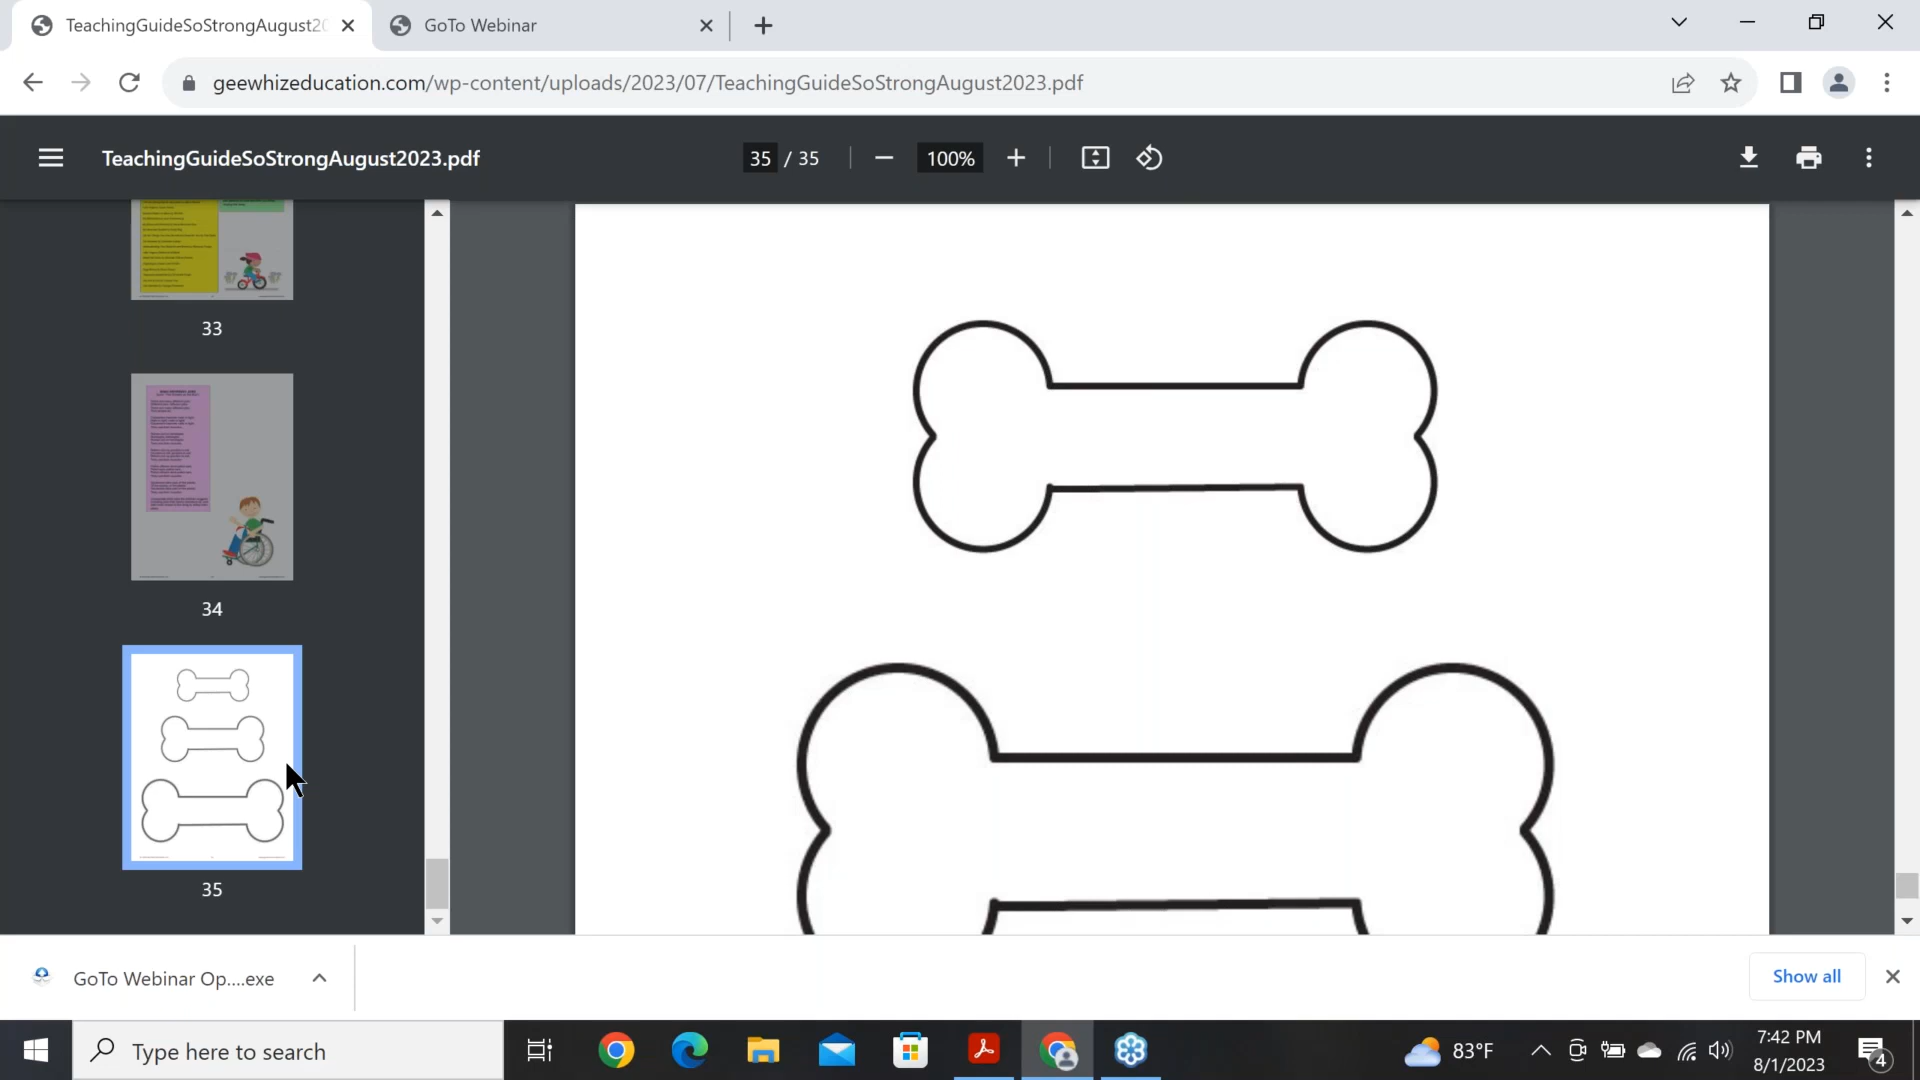 TeachingGuideSoStrongAugust20
GoTo Webinar
geewhizeducation.com/wp-content/uploads/2023/07/TeachingGuideSoStrongAugust2023.pdf
TeachingGuideSoStrongAugust2023.pdf
35 / 35
100%
33
34
35
GoTo Webinar Op....exe
Show all
Type here to search
83°F
7:42 PM
8/1/2023
4